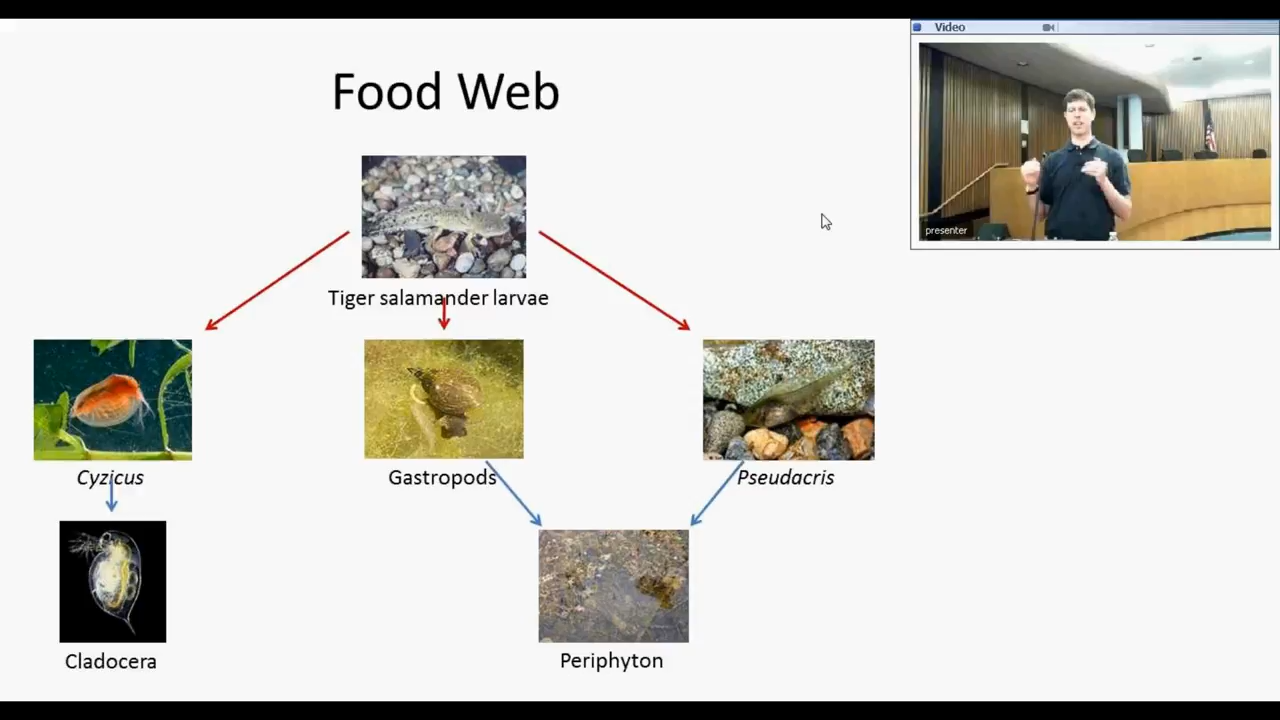 Food Web
Video
presenter
Tiger salamander larvae
Cyzicus
Gastropods
Pseudacris
Cladocera
Periphyton